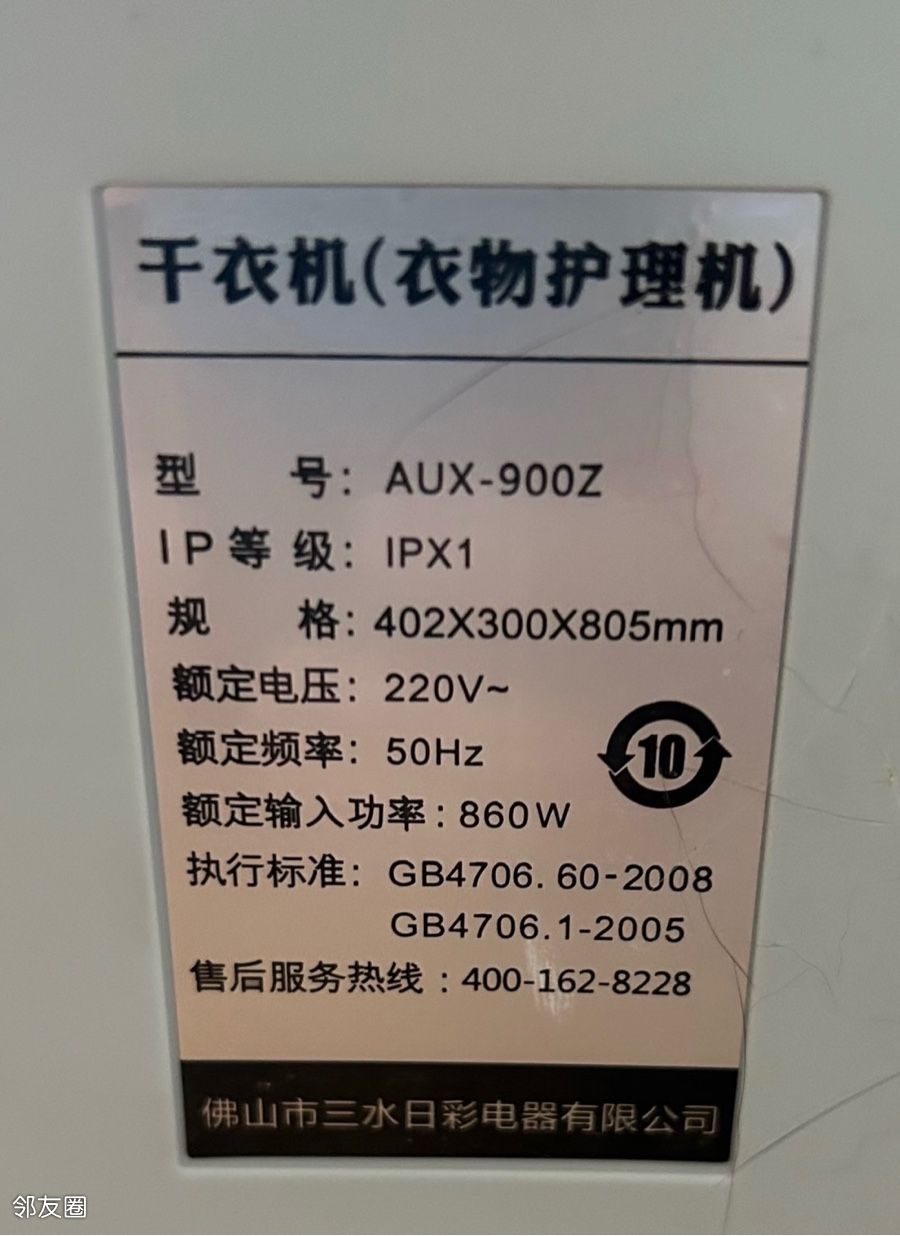 干衣机(衣物护理机)
型 号: AUX-900Z
IP等级: IPX1
规 格: 402X300X805mm
额定电压: 220V~
额定频率: 50Hz
10
额定输入功率: 860W
执行标准: GB4706.60-2008
GB4706.1-2005
售后服务热线: 400-162-8228
佛山市三水日彩电器有限公司
邻友圈